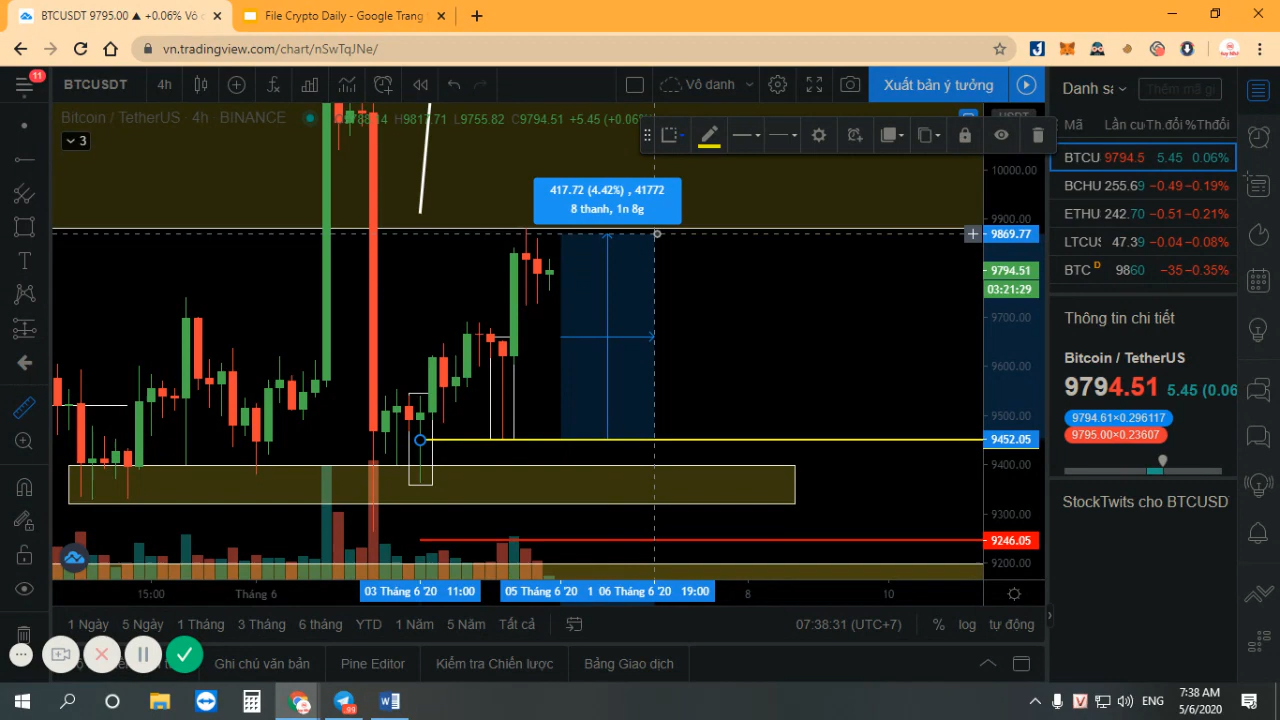 BTCUSDT 9795.00 ▲ +0.06% Vô d
File Crypto Daily - Google Trang t
vn.tradingview.com/chart/nSwTqJNe/
11
BTCUSDT
4h
Vô danh
Xuất bản ý tưởng
Danh sá
Thêm mã gi
Bitcoin / TetherUS 4h BINANCE
H9817.71 L9755.82 C9794.51 +5.45 (+0.06%
3
Mã Lần cu Th.đổi %Thđổi
BTCU 9794.5 5.45 0.06%
BCHU 255.69 −0.49 −0.19%
ETHU 242.70 −0.51 −0.21%
LTCUS 47.39 −0.04 −0.08%
BTC D 9860 −35 −0.35%
417.72 (4.42%) , 41772
8 thanh, 1n 8g
10000.00
9900.00
9869.77
9794.51
03:21:29
9700.00
9600.00
9500.00
9452.05
9400.00
9300.00
9246.05
9200.00
Thông tin chi tiết
Bitcoin / TetherUS
9794.51 5.45 (0.06
9794.61×0.296117
9795.00×0.23607
StockTwits cho BTCUSD
15:00
Tháng 6
03 Tháng 6 '20 11:00
05 Tháng 6 '20 1
06 Tháng 6 '20 19:00
8
10
1 Ngày 5 Ngày 1 Tháng 3 Tháng 6 tháng YTD 1 Năm 5 Năm Tất cả
07:38:31 (UTC+7)
% log tự động
Ghi chú văn bản
Pine Editor
Kiểm tra Chiến lược
Bảng Giao dịch
99
ENG
7:38 AM
5/6/2020